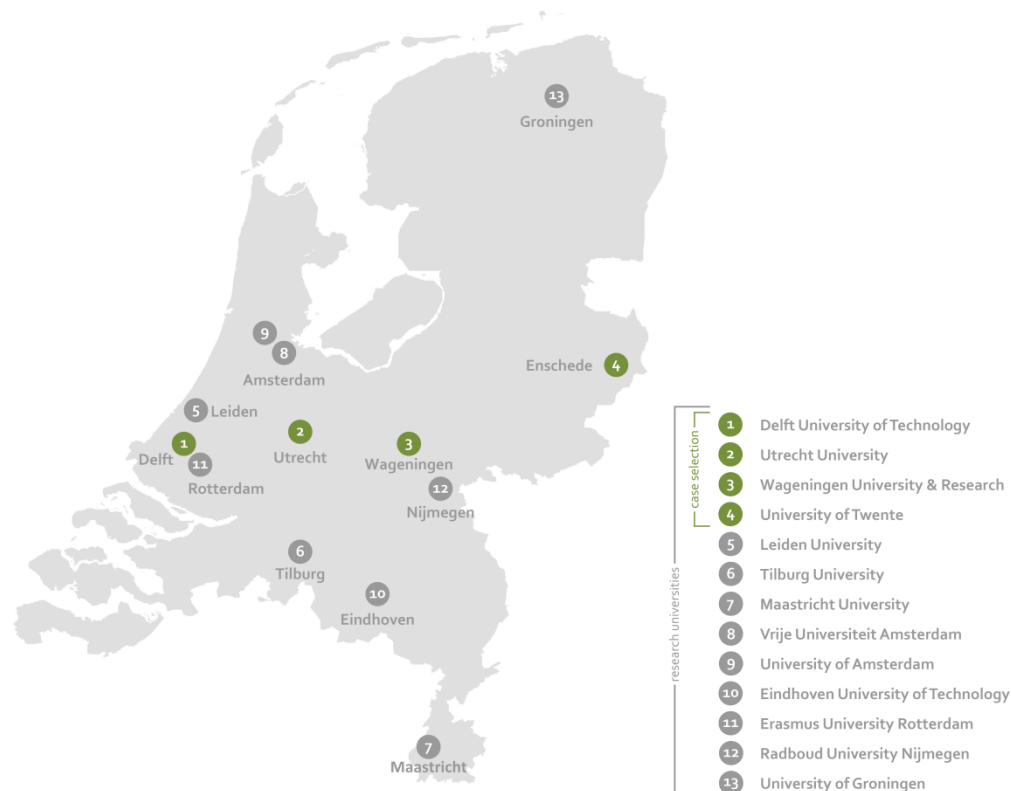 13
Groningen
9
8
Amsterdam
Enschede 4
5 Leiden
1
Delft
11
Rotterdam
2
Utrecht
3
Wageningen
12
Nijmegen
6
Tilburg
10
Eindhoven
7
Maastricht
research universities
case selection
1 Delft University of Technology
2 Utrecht University
3 Wageningen University & Research
4 University of Twente
5 Leiden University
6 Tilburg University
7 Maastricht University
8 Vrije Universiteit Amsterdam
9 University of Amsterdam
10 Eindhoven University of Technology
11 Erasmus University Rotterdam
12 Radboud University Nijmegen
13 University of Groningen